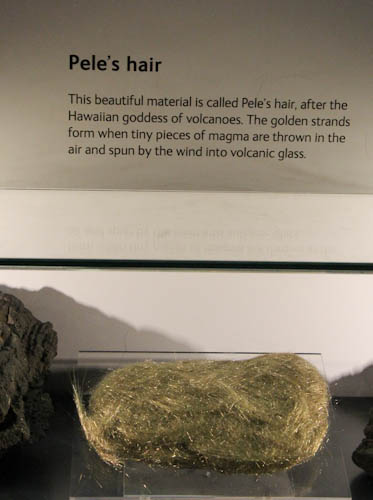 Pele's hair
This beautiful material is called Pele's hair, after the
Hawaiian goddess of volcanoes. The golden strands
form when tiny pieces of magma are thrown in the
air and spun by the wind into volcanic glass.